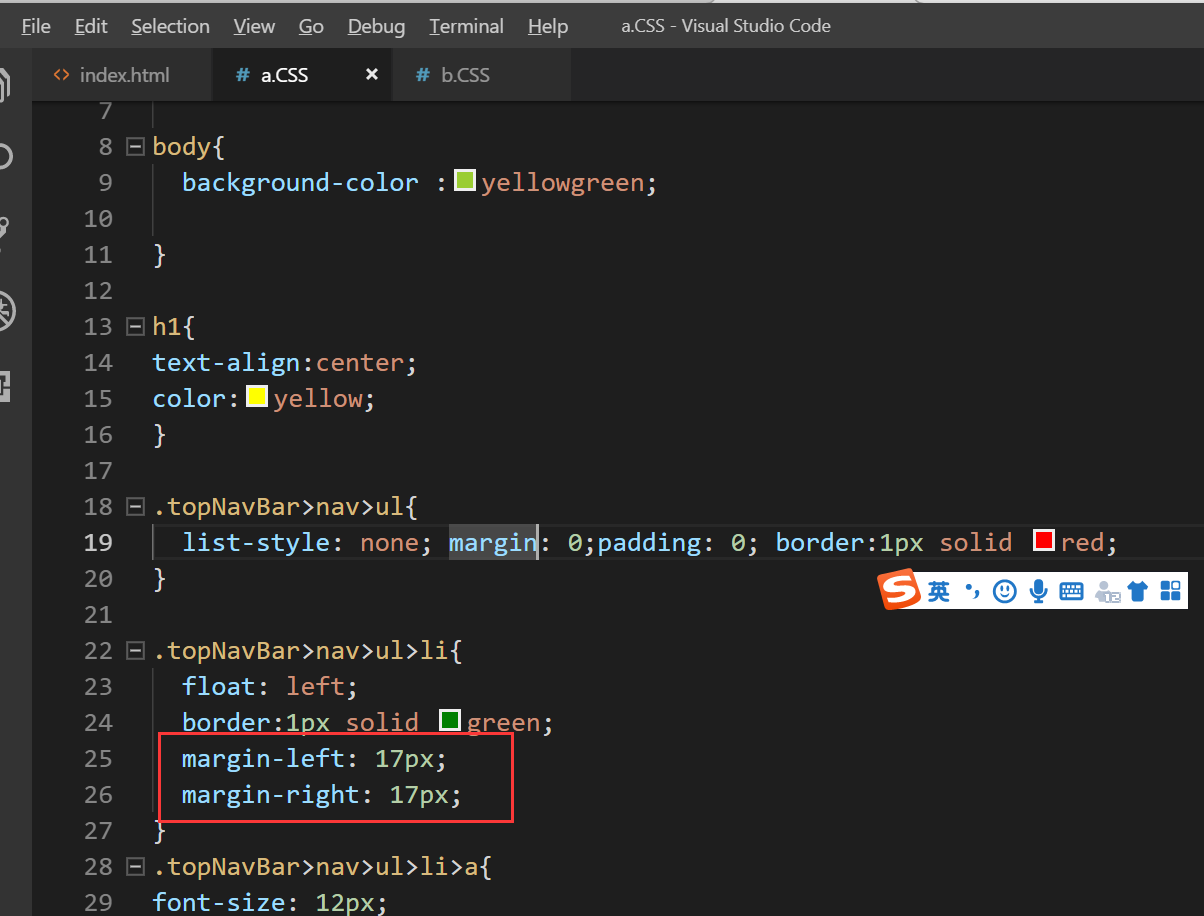 File Edit Selection View Go Debug Terminal Help a.CSS - Visual Studio Code
<> index.html # a.CSS × # b.CSS
7
8 body{
9 background-color :yellowgreen;
10
11 }
12
13 h1{
14 text-align:center;
15 color:yellow;
16 }
17
18 .topNavBar>nav>ul{
19 list-style: none; margin: 0;padding: 0; border:1px solid red;
20 }
英
21
22 .topNavBar>nav>ul>li{
23 float: left;
24 border:1px solid green;
25 margin-left: 17px;
26 margin-right: 17px;
27 }
28 .topNavBar>nav>ul>li>a{
29 font-size: 12px;